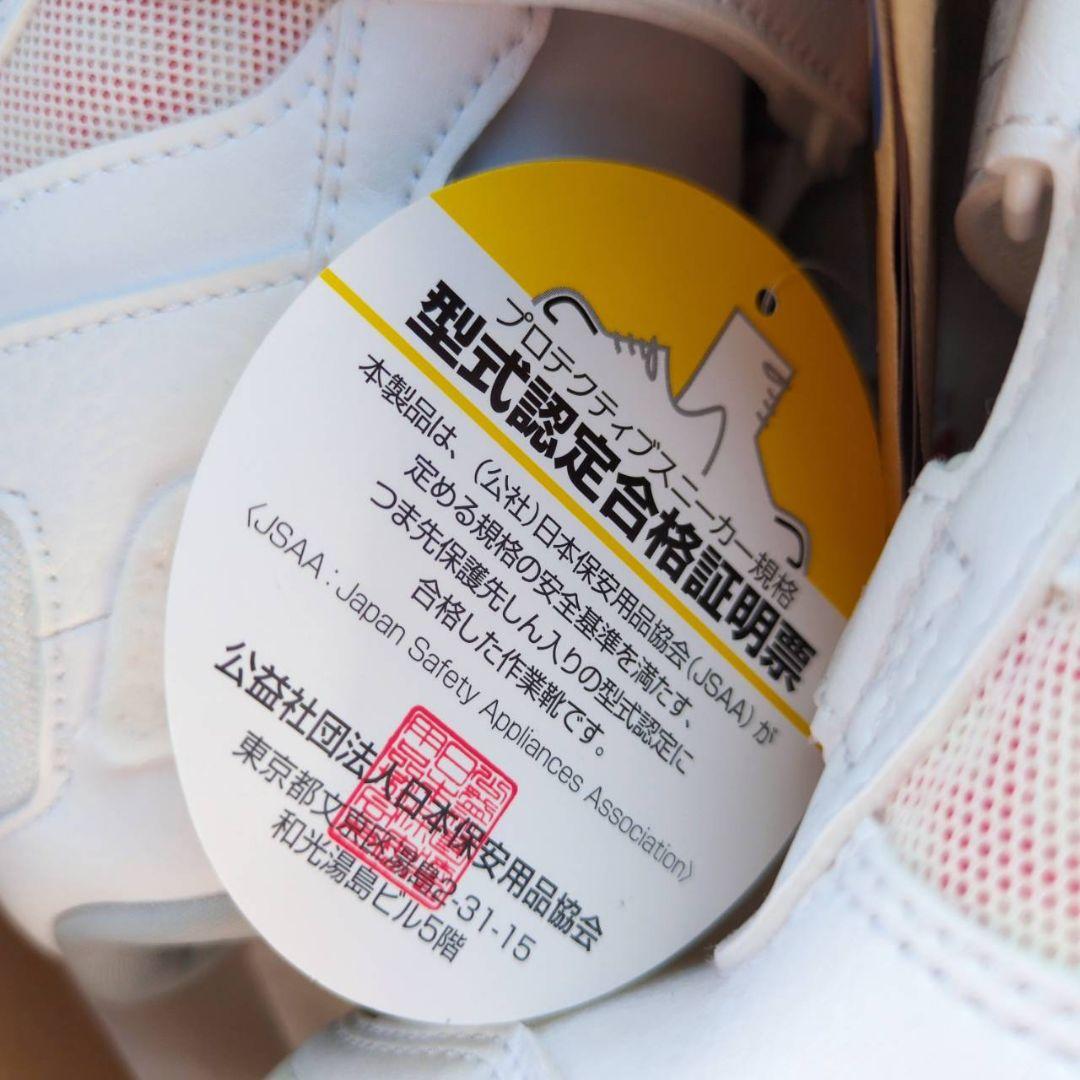 プロテクティブスニーカー規格
型式認定合格証明票
本製品は、(公社)日本保安用品協会(JSAA)が
定める規格の安全基準を満たす、
つま先保護先しん入りの型式認定に
合格した作業靴です。
〈JSAA : Japan Safety Appliances Association〉
公益社団法人日本保安用品協会
東京都文京区湯島2-31-15
和光湯島ビル5階